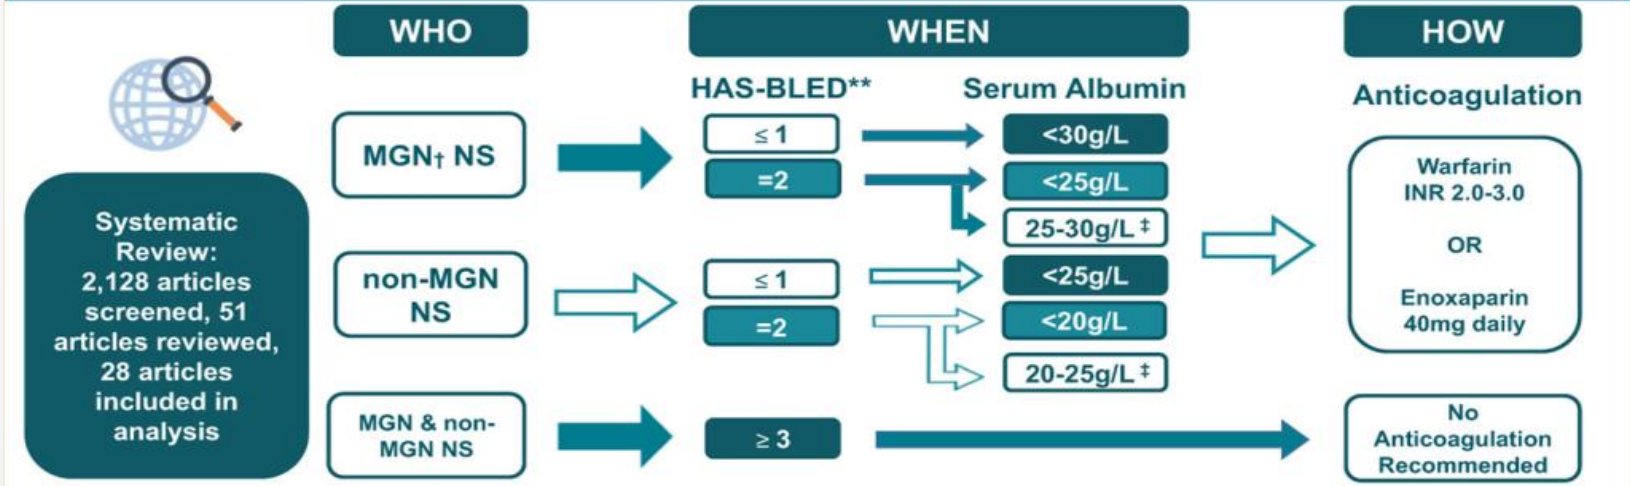 WHO
WHEN
HOW
HAS-BLED**
Serum Albumin
Anticoagulation
Systematic
Review:
2,128 articles
screened, 51
articles reviewed,
28 articles
included in
analysis
MGN† NS
≤ 1
<30g/L
=2
<25g/L
25-30g/L ‡
non-MGN
NS
≤ 1
<25g/L
=2
<20g/L
20-25g/L ‡
Warfarin
INR 2.0-3.0
OR
Enoxaparin
40mg daily
MGN & non-
MGN NS
≥ 3
No
Anticoagulation
Recommended